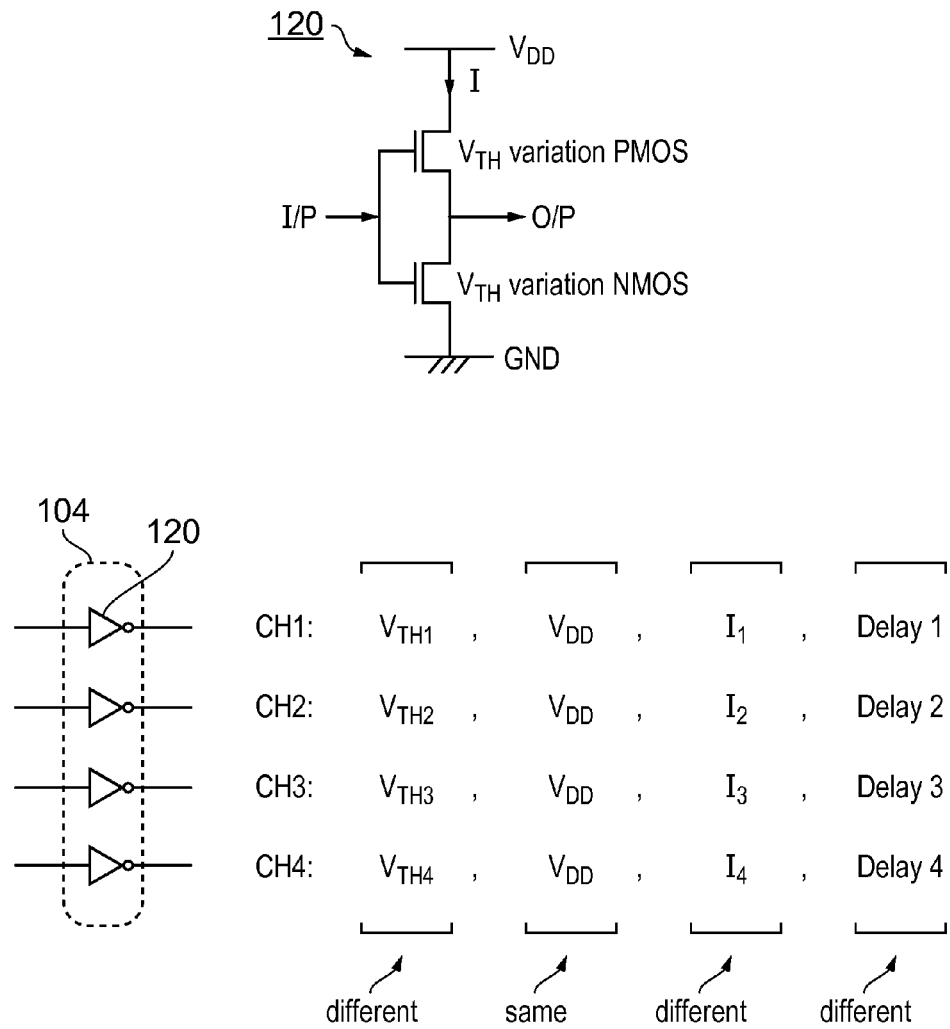 120
V_DD
I
V_TH variation PMOS
I/P
O/P
V_TH variation NMOS
GND
104
120
CH1: V_TH1 , V_DD , I_1 , Delay 1
CH2: V_TH2 , V_DD , I_2 , Delay 2
CH3: V_TH3 , V_DD , I_3 , Delay 3
CH4: V_TH4 , V_DD , I_4 , Delay 4
different same different different